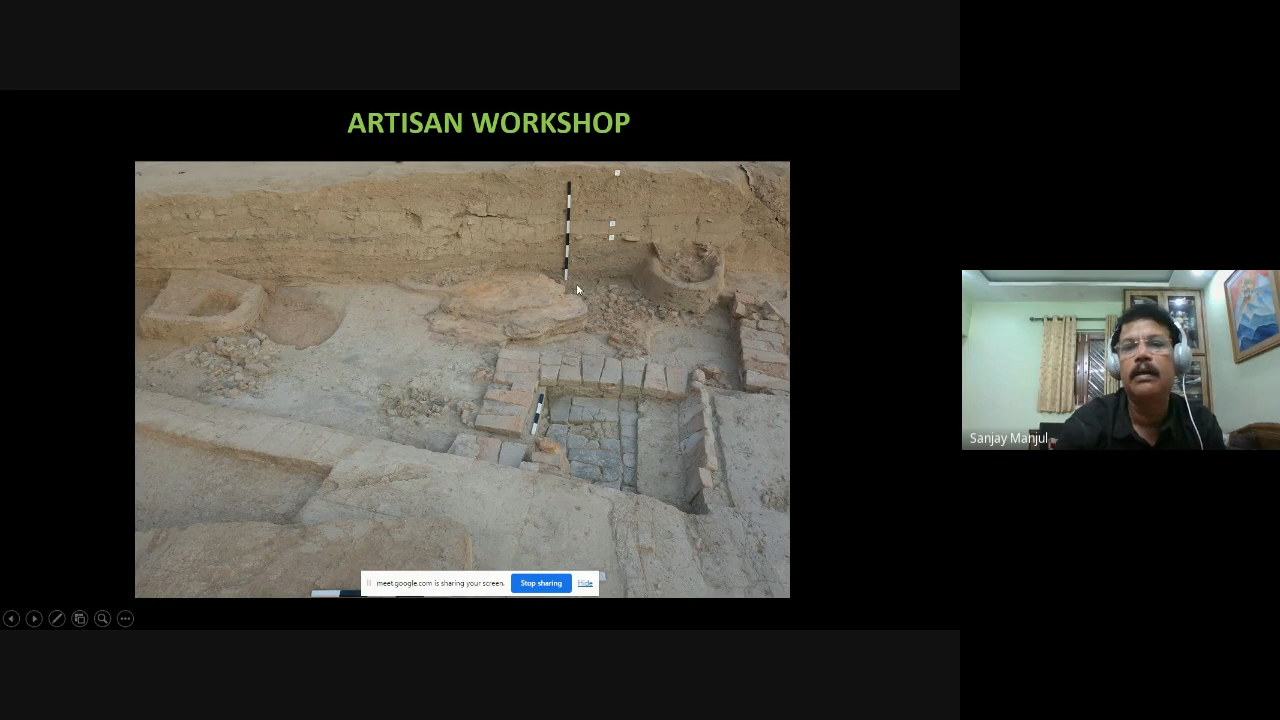 ARTISAN WORKSHOP
Sanjay Manjul
meet.google.com is sharing your screen.
Stop sharing
Hide